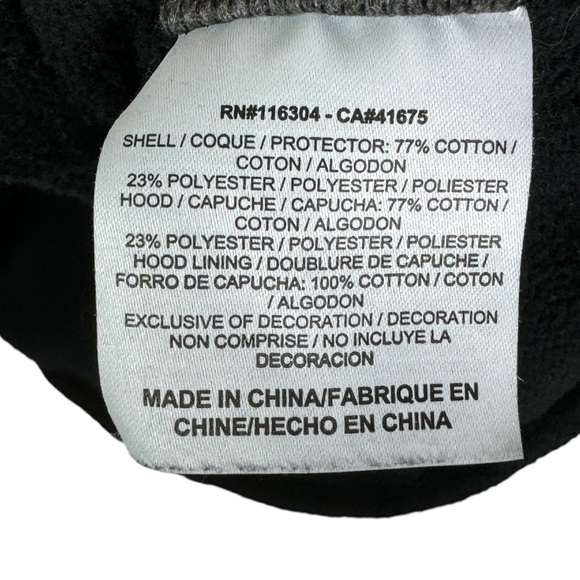 RN#116304 - CA#41675
SHELL / COQUE / PROTECTOR: 77% COTTON /
COTON / ALGODON
23% POLYESTER / POLYESTER / POLIESTER
HOOD / CAPUCHE / CAPUCHA: 77% COTTON /
COTON / ALGODON
23% POLYESTER / POLYESTER / POLIESTER
HOOD LINING / DOUBLURE DE CAPUCHE /
FORRO DE CAPUCHA: 100% COTTON / COTON
/ ALGODON
EXCLUSIVE OF DECORATION / DECORATION
NON COMPRISE / NO INCLUYE LA
DECORACION
MADE IN CHINA/FABRIQUE EN
CHINE/HECHO EN CHINA